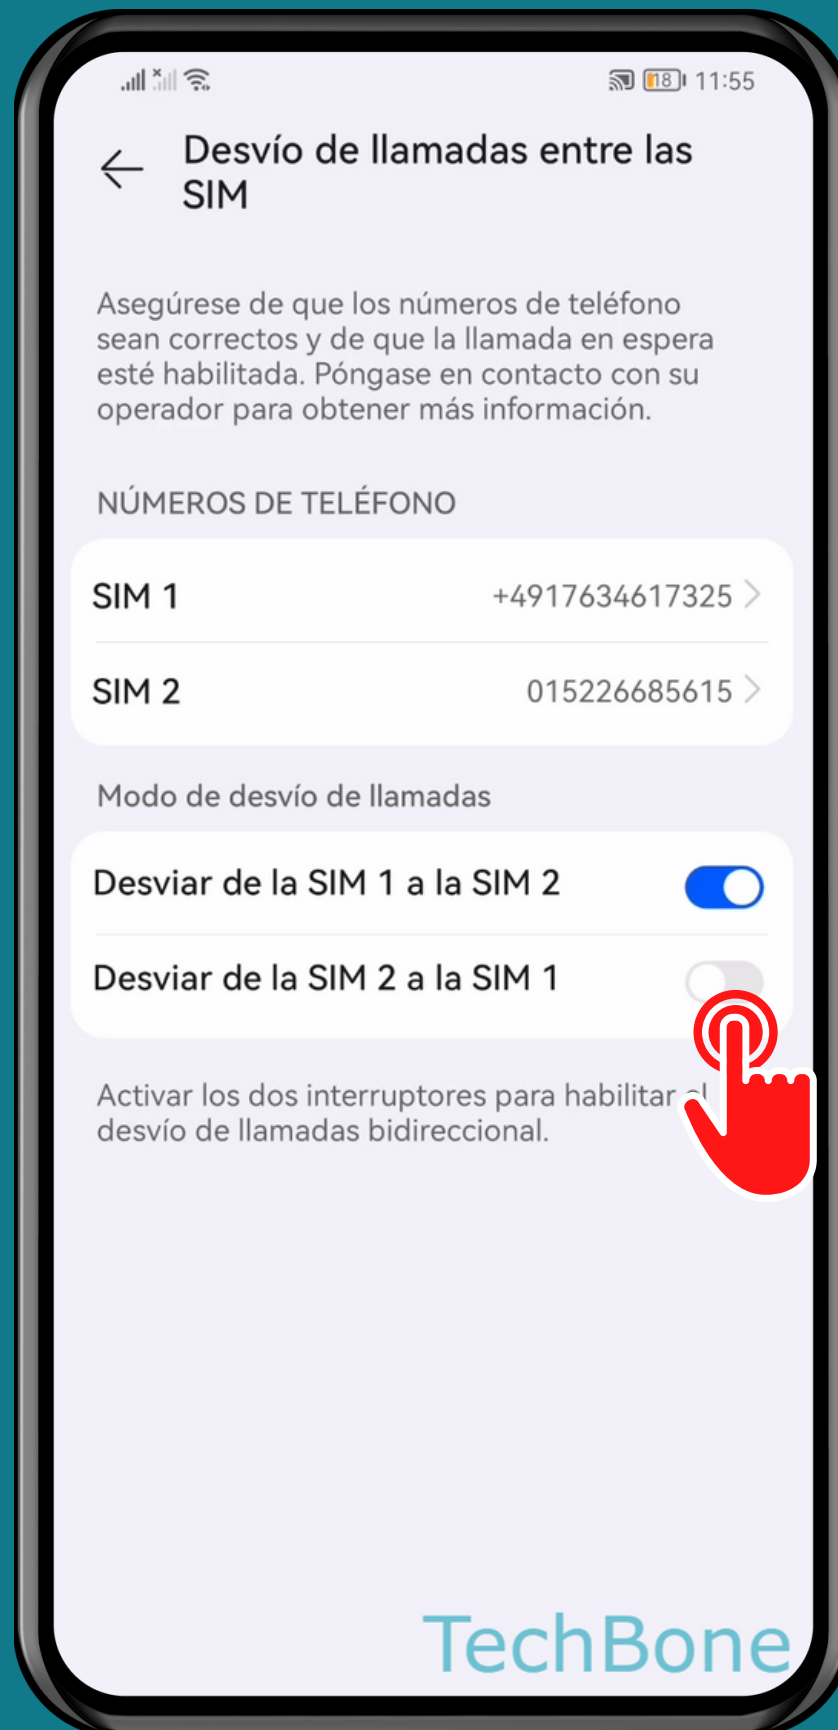 18 11:55
Desvío de llamadas entre las
SIM
Asegúrese de que los números de teléfono
sean correctos y de que la llamada en espera
esté habilitada. Póngase en contacto con su
operador para obtener más información.
NÚMEROS DE TELÉFONO
SIM 1 +4917634617325
SIM 2 015226685615
Modo de desvío de llamadas
Desviar de la SIM 1 a la SIM 2
Desviar de la SIM 2 a la SIM 1
Activar los dos interruptores para habilitar el
desvío de llamadas bidireccional.
TechBone